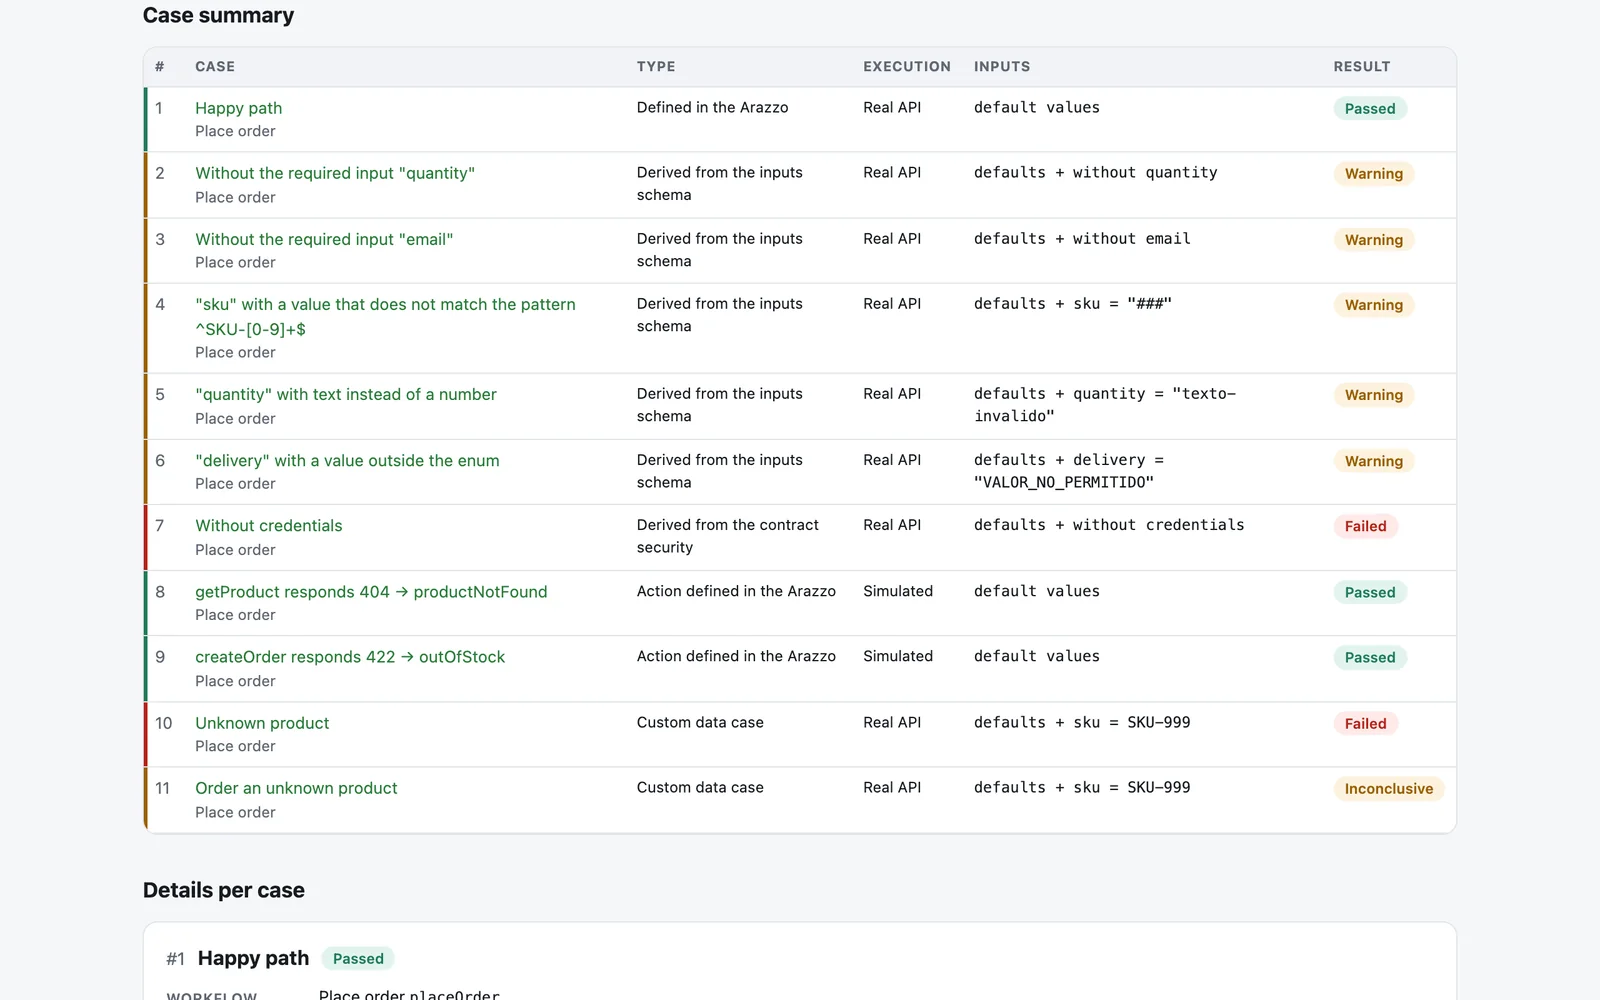 Case summary
# CASE TYPE EXECUTION INPUTS RESULT
1 Happy path Defined in the Arazzo Real API default values Passed
Place order
2 Without the required input "quantity" Derived from the inputs Real API defaults + without quantity Warning
Place order schema
3 Without the required input "email" Derived from the inputs Real API defaults + without email Warning
Place order schema
4 "sku" with a value that does not match the pattern Derived from the inputs Real API defaults + sku = "###" Warning
^SKU-[0-9]+$ schema
Place order
5 "quantity" with text instead of a number Derived from the inputs Real API defaults + quantity = "texto- Warning
Place order schema invalido"
6 "delivery" with a value outside the enum Derived from the inputs Real API defaults + delivery = Warning
Place order schema "VALOR_NO_PERMITIDO"
7 Without credentials Derived from the contract Real API defaults + without credentials Failed
Place order security
8 getProduct responds 404 → productNotFound Action defined in the Arazzo Simulated default values Passed
Place order
9 createOrder responds 422 → outOfStock Action defined in the Arazzo Simulated default values Passed
Place order
10 Unknown product Custom data case Real API defaults + sku = SKU-999 Failed
Place order
11 Order an unknown product Custom data case Real API defaults + sku = SKU-999 Inconclusive
Place order
Details per case
#1 Happy path Passed
WORKFLOW Place order placeOrder